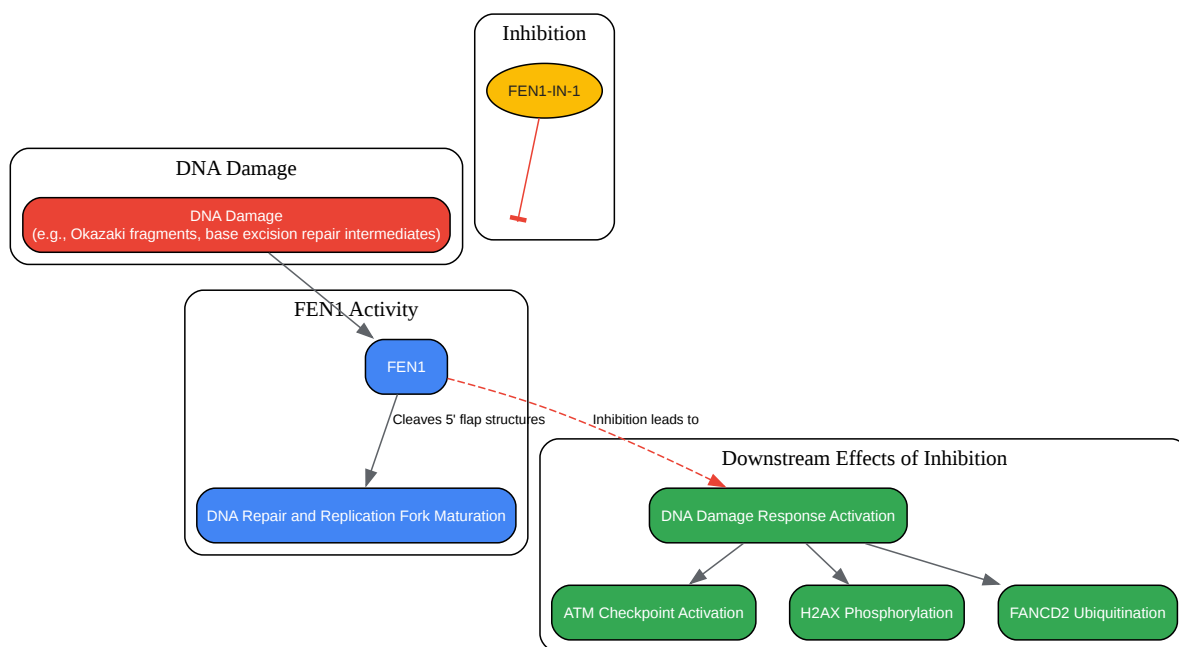 Inhibition
FEN1-IN-1
DNA Damage
DNA Damage
(e.g., Okazaki fragments, base excision repair intermediates)
FEN1 Activity
FEN1
Cleaves 5' flap structures
Inhibition leads to
DNA Repair and Replication Fork Maturation
Downstream Effects of Inhibition
DNA Damage Response Activation
ATM Checkpoint Activation
H2AX Phosphorylation
FANCD2 Ubiquitination